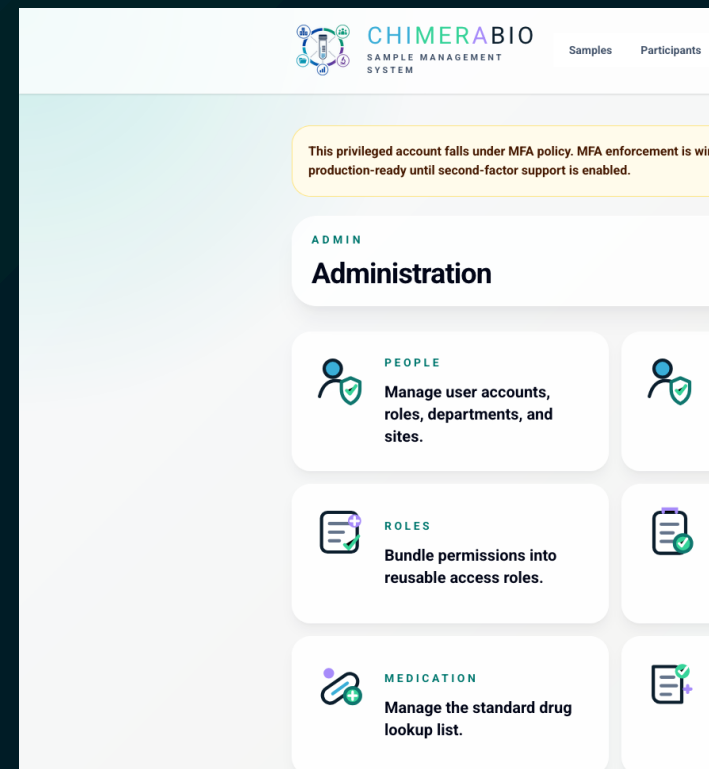 CHIMERABIO
SAMPLE MANAGEMENT
SYSTEM
Samples
Participants
This privileged account falls under MFA policy. MFA enforcement is
production-ready until second-factor support is enabled.
ADMIN
Administration
PEOPLE
Manage user accounts,
roles, departments, and
sites.
ROLES
Bundle permissions into
reusable access roles.
MEDICATION
Manage the standard drug
lookup list.